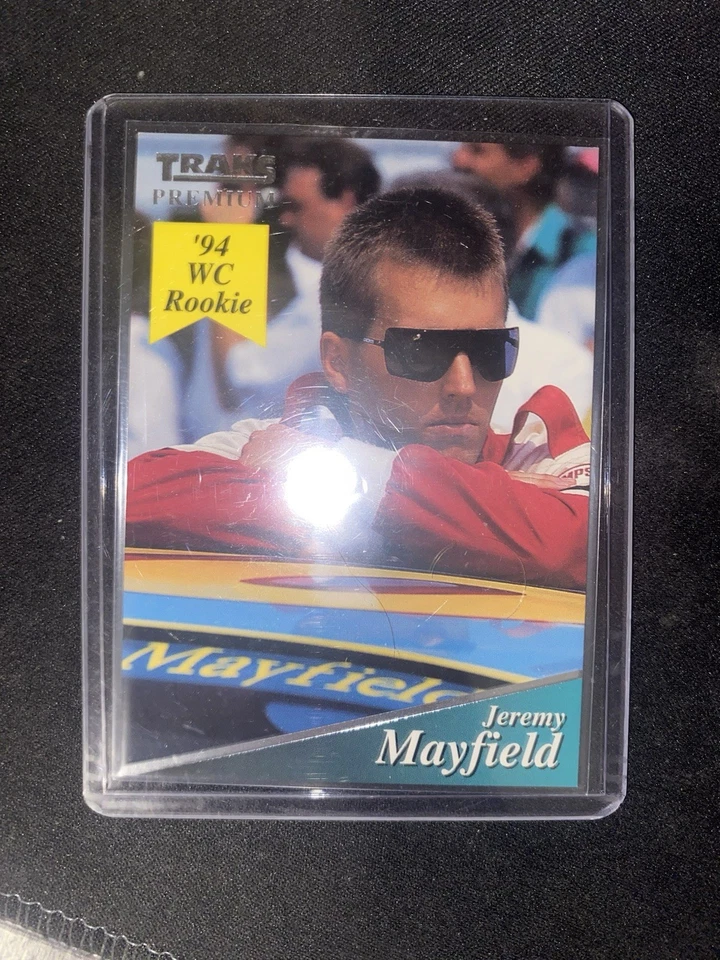 TRAKS
PREMIUM
'94
WC
Rookie
Mayfield
Jeremy
Mayfield